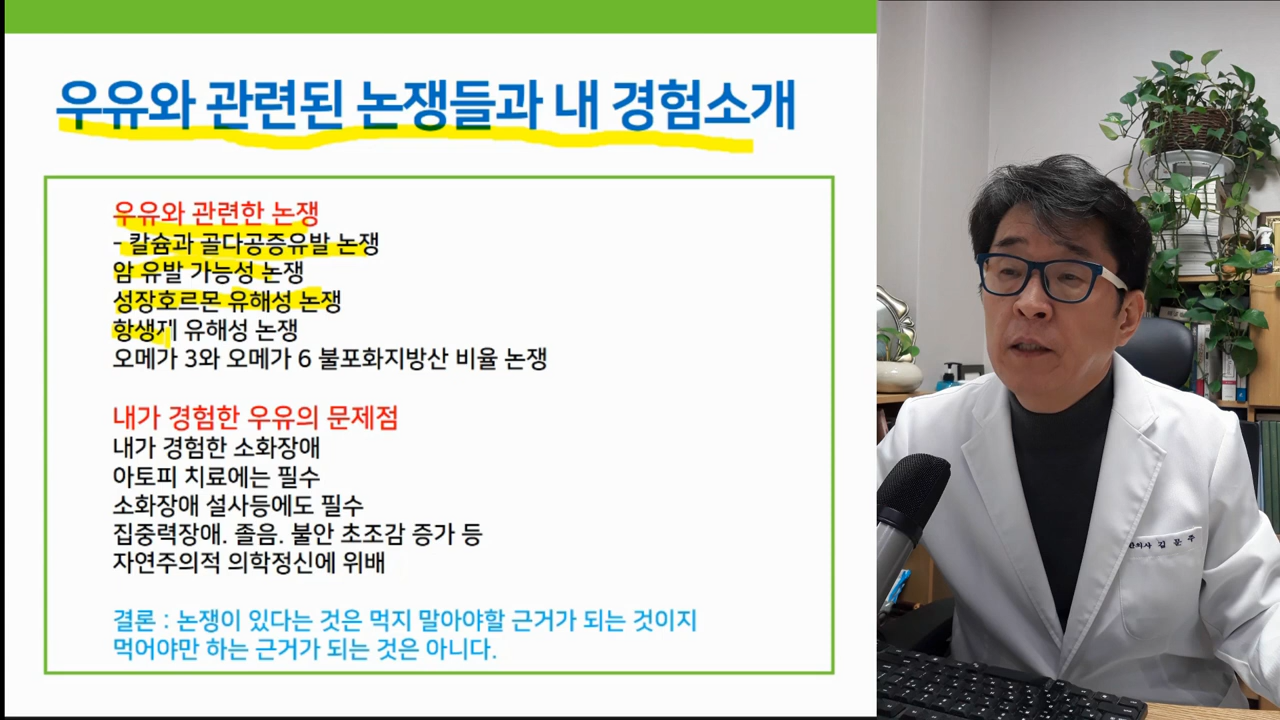 우유와 관련된 논쟁들과 내 경험소개
우유와 관련한 논쟁
- 칼슘과 골다공증유발 논쟁
암 유발 가능성 논쟁
성장호르몬 유해성 논쟁
항생제 유해성 논쟁
오메가 3와 오메가 6 불포화지방산 비율 논쟁
내가 경험한 우유의 문제점
내가 경험한 소화장애
아토피 치료에는 필수
소화장애 설사등에도 필수
집중력장애. 졸음. 불안 초조감 증가 등
자연주의적 의학정신에 위배
결론 : 논쟁이 있다는 것은 먹지 말아야할 근거가 되는 것이지
먹어야만 하는 근거가 되는 것은 아니다.
한의사 김 문 주